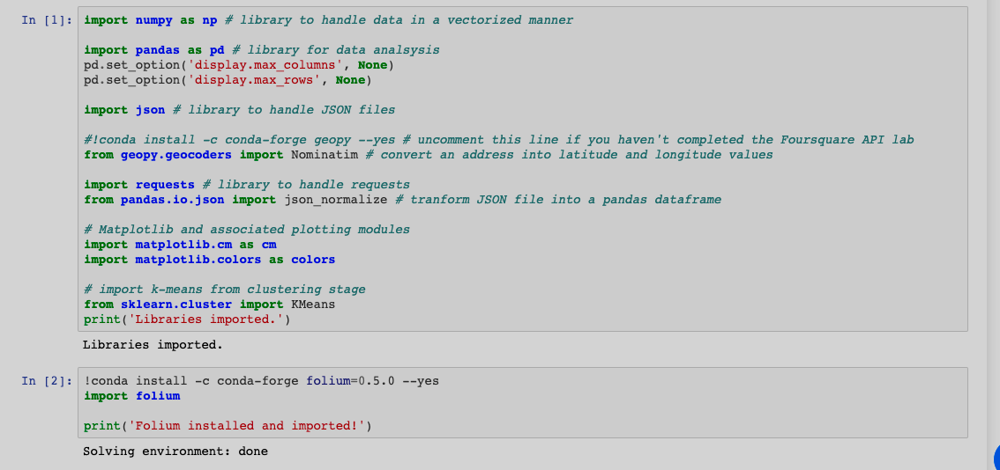 In [1]: import numpy as np # library to handle data in a vectorized manner
import pandas as pd # library for data analsysis
pd.set_option('display.max_columns', None)
pd.set_option('display.max_rows', None)
import json # library to handle JSON files
#!conda install -c conda-forge geopy --yes # uncomment this line if you haven't completed the Foursquare API lab
from geopy.geocoders import Nominatim # convert an address into latitude and longitude values
import requests # library to handle requests
from pandas.io.json import json_normalize # tranform JSON file into a pandas dataframe
# Matplotlib and associated plotting modules
import matplotlib.cm as cm
import matplotlib.colors as colors
# import k-means from clustering stage
from sklearn.cluster import KMeans
print('Libraries imported.')
Libraries imported.
In [2]: !conda install -c conda-forge folium=0.5.0 --yes
import folium
print('Folium installed and imported!')
Solving environment: done